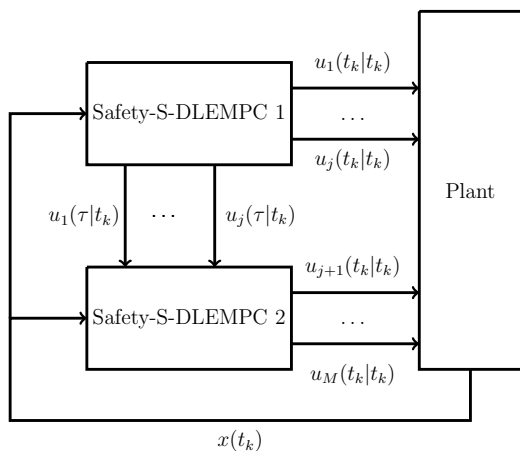 u_1(t_k|t_k)
Safety-S-DLEMPC 1
...
u_j(t_k|t_k)
Plant
u_1(τ|t_k)
...
u_j(τ|t_k)
u_{j+1}(t_k|t_k)
Safety-S-DLEMPC 2
...
u_M(t_k|t_k)
x(t_k)